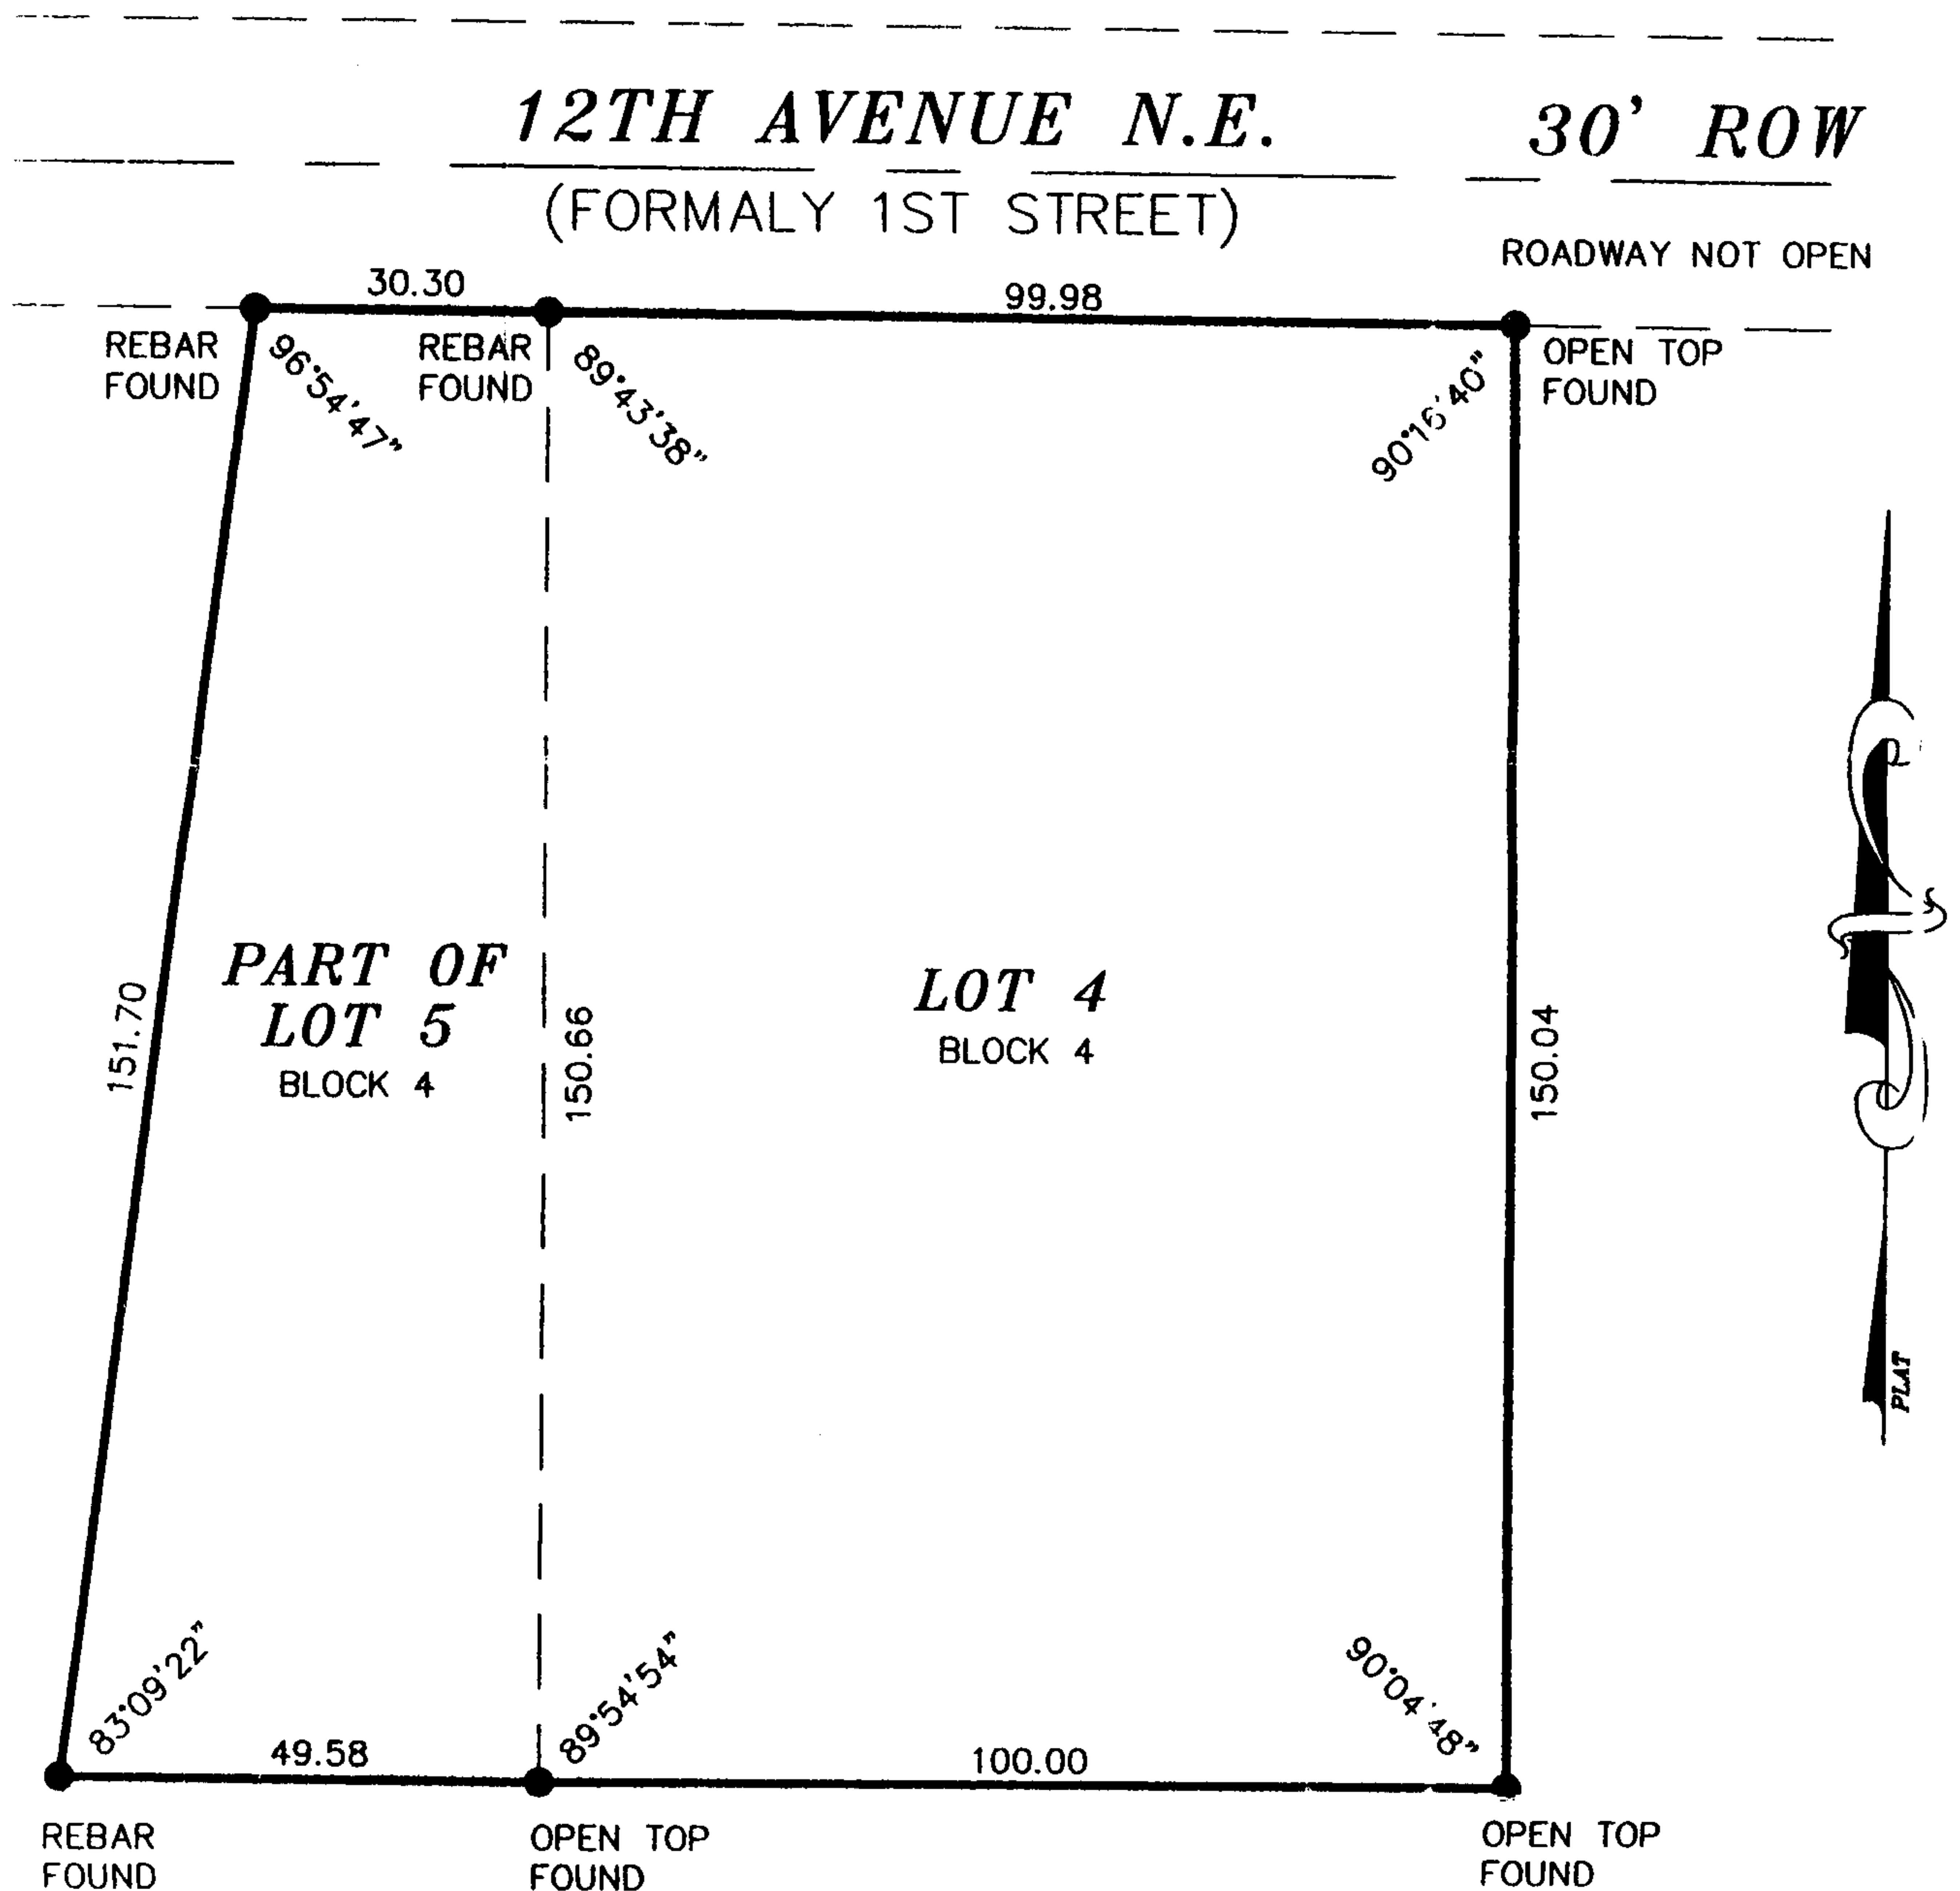 12TH AVENUE N.E.
30' ROW
(FORMALY 1ST STREET)
ROADWAY NOT OPEN
30.30
99.98
REBAR
FOUND
96°54'47"
REBAR
FOUND
89°43'38"
90°16'40"
OPEN TOP
FOUND
PART OF
LOT 5
BLOCK 4
LOT 4
BLOCK 4
151.70
150.66
150.04
PLAT
83°09'22"
89°54'54"
90°04'48"
49.58
100.00
REBAR
FOUND
OPEN TOP
FOUND
OPEN TOP
FOUND